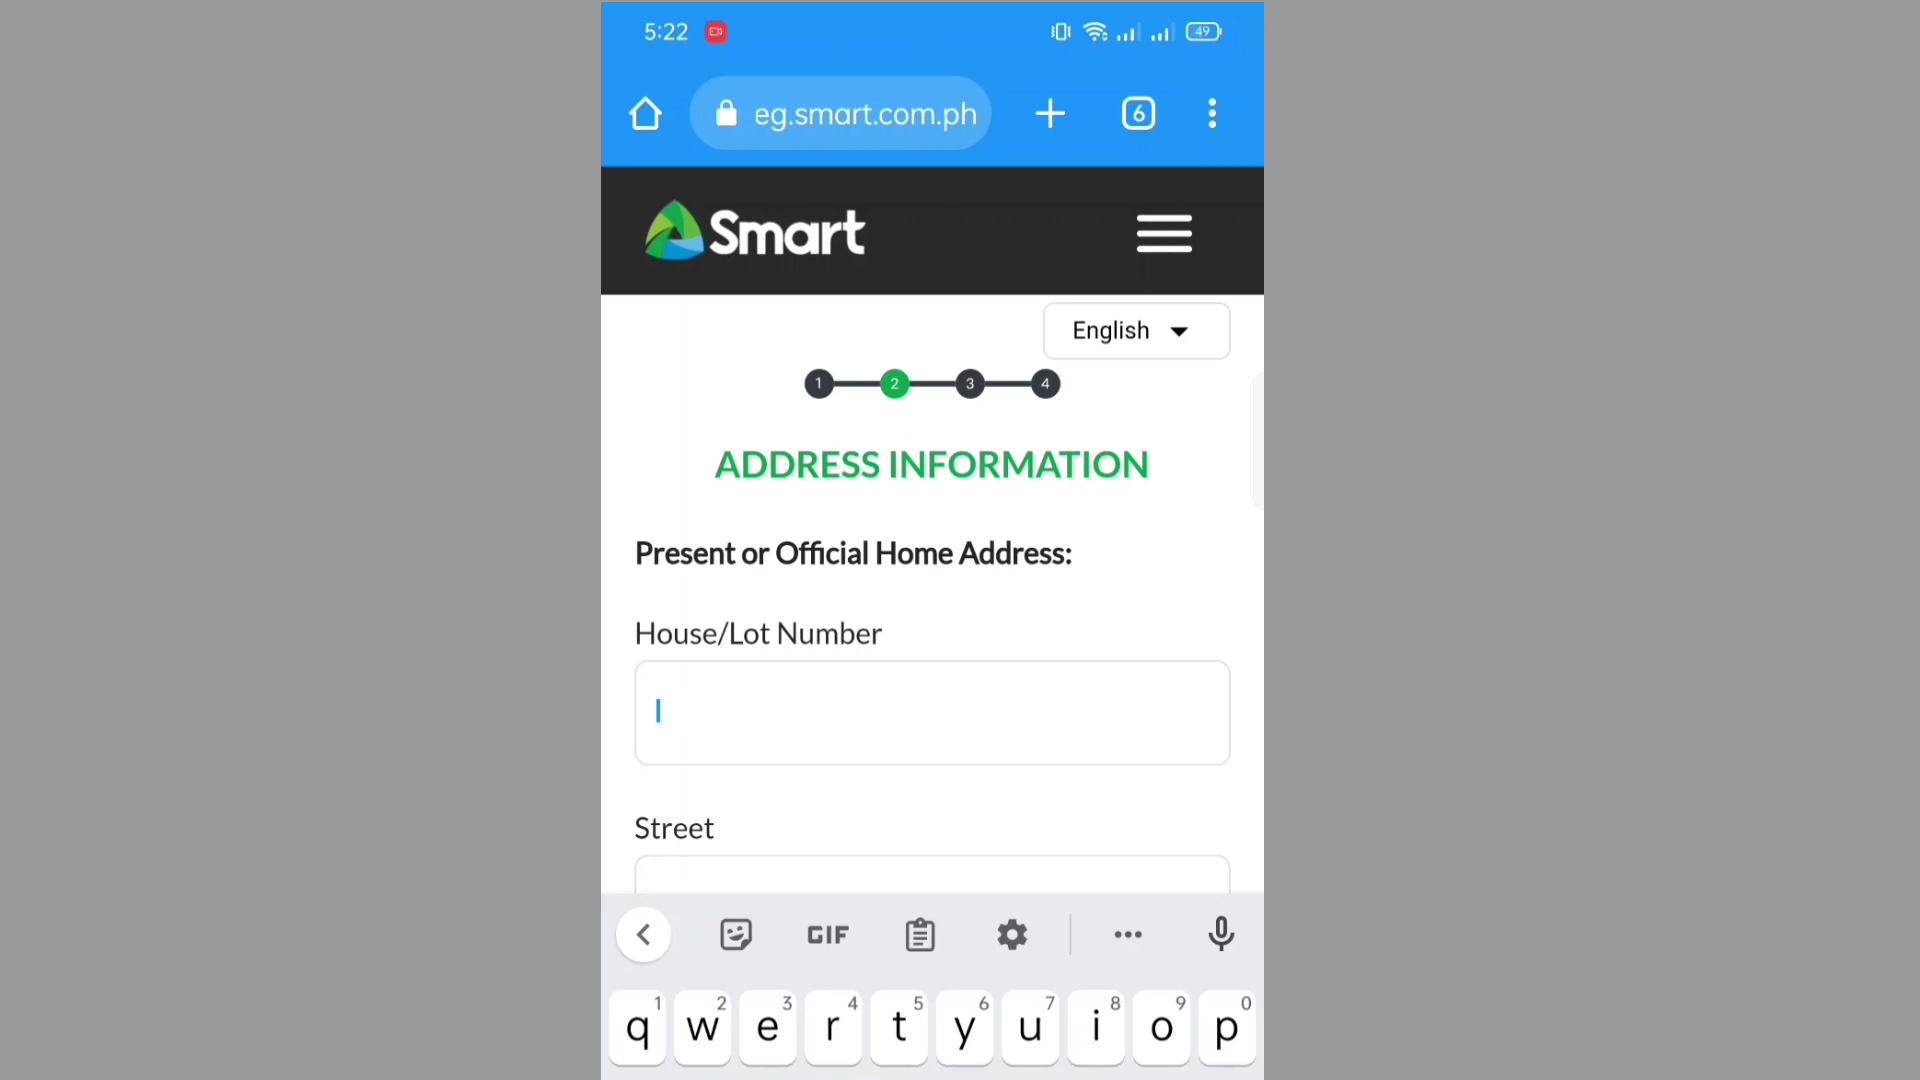 5:22 49
eg.smart.com.ph 6
Smart
English
1 2 3 4
ADDRESS INFORMATION
Present or Official Home Address:
House/Lot Number
Street
GIF
1 2 3 4 5 6 7 8 9 0
q w e r t y u i o p